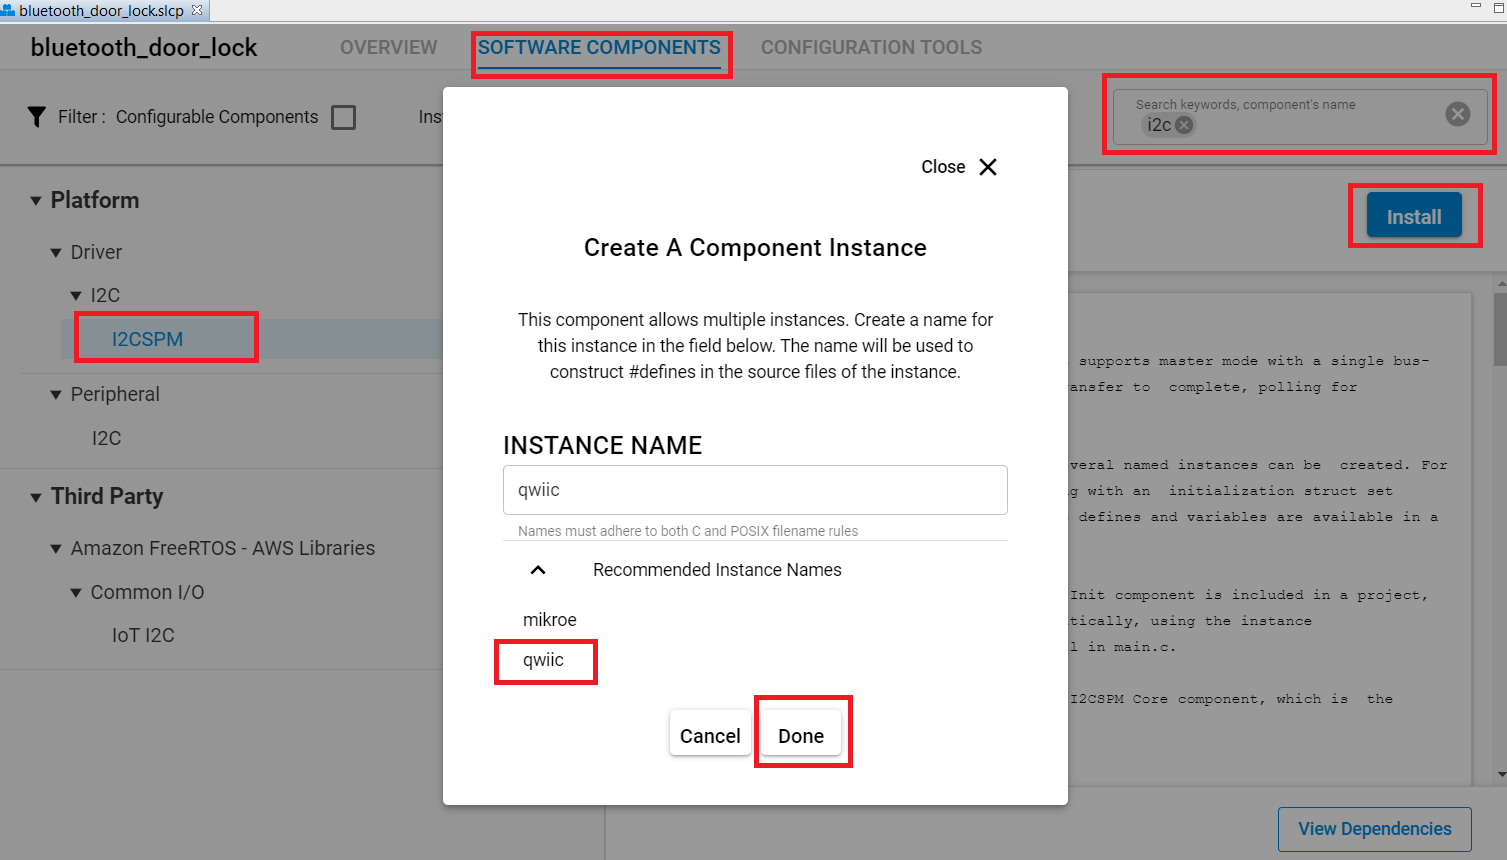 bluetooth_door_lock.slcp
bluetooth_door_lock
OVERVIEW
SOFTWARE COMPONENTS
CONFIGURATION TOOLS
Filter : Configurable Components
Ins
Search keywords, component's name
i2c
Platform
Driver
I2C
I2CSPM
Peripheral
I2C
Third Party
Amazon FreeRTOS - AWS Libraries
Common I/O
IoT I2C
Close
Create A Component Instance
This component allows multiple instances. Create a name for
this instance in the field below. The name will be used to
construct #defines in the source files of the instance.
INSTANCE NAME
qwiic
Names must adhere to both C and POSIX filename rules
Recommended Instance Names
mikroe
qwiic
Cancel
Done
Install
supports master mode with a single bus-
ansfer to complete, polling for
veral named instances can be created. For
g with an initialization struct set
defines and variables are available in a
Init component is included in a project,
tically, using the instance
l in main.c.
I2CSPM Core component, which is the
View Dependencies